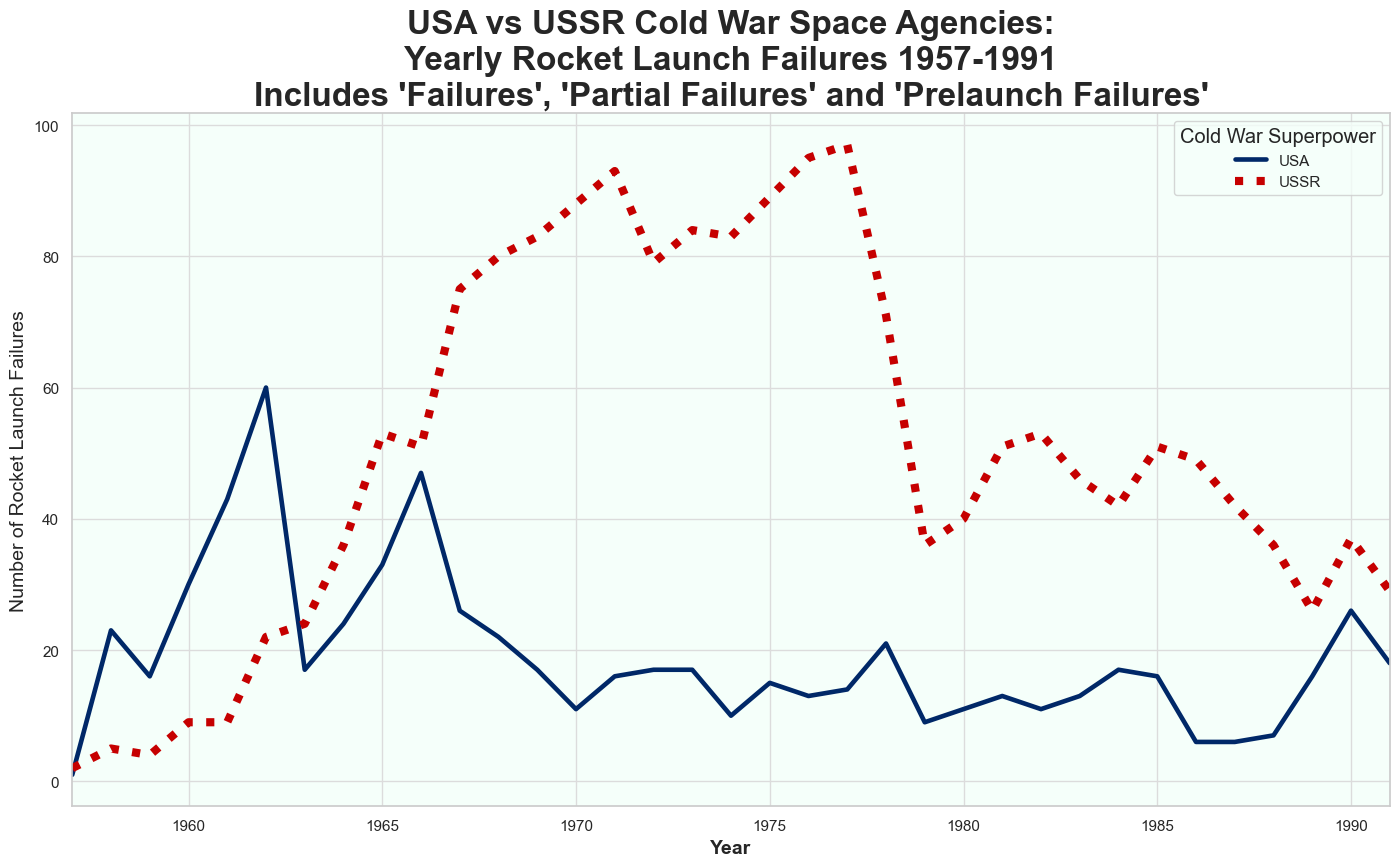 USA vs USSR Cold War Space Agencies:
Yearly Rocket Launch Failures 1957-1991
Includes 'Failures', 'Partial Failures' and 'Prelaunch Failures'
Cold War Superpower
USA
USSR
Number of Rocket Launch Failures
100
80
60
40
20
0
1960
1965
1970
1975
1980
1985
1990
Year